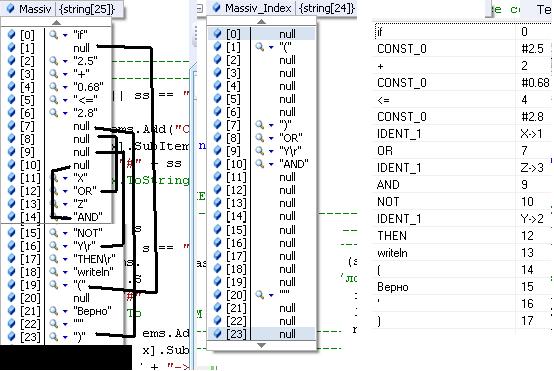 Massiv {string[25]}
[0] "if"
[1] null
[2] "2.5"
[3] "+"
[4] "0.68"
[5] "<="
[6] "2.8"
[7] null
[8] null
[9] null
[10] null
[11] "X"
[12] "OR"
[13] "Z"
[14] "AND"
[15] "NOT"
[16] "Y\r"
[17] "THEN\r"
[18] "writeln"
[19] "("
[20] null
[21] "Верно"
[22] "'"
[23] ")"
|| ss == "
ems.Add("C
x].SubItem
"#" + ss
.ToString
s == "
.S
.S
"#"
To
ems.Ad
x].Sub
+ "->
Massiv_Index {string[24]}
[0] null
[1] "("
[2] null
[3] null
[4] null
[5] null
[6] null
[7] ")"
[8] "OR"
[9] "Y\r"
[10] "AND"
[11] null
[12] null
[13] null
[14] null
[15] null
[16] null
[17] null
[18] null
[19] null
[20] "'"
[21] null
[22] null
[23] null
if 0
CONST_0 #2.5
+ 2
CONST_0 #0.68
<= 4
CONST_0 #2.8
IDENT_1 X->1
OR 7
IDENT_1 Z->3
AND 9
NOT 10
IDENT_1 Y->2
THEN 12
writeln 13
( 14
Верно 15
' 16
) 17